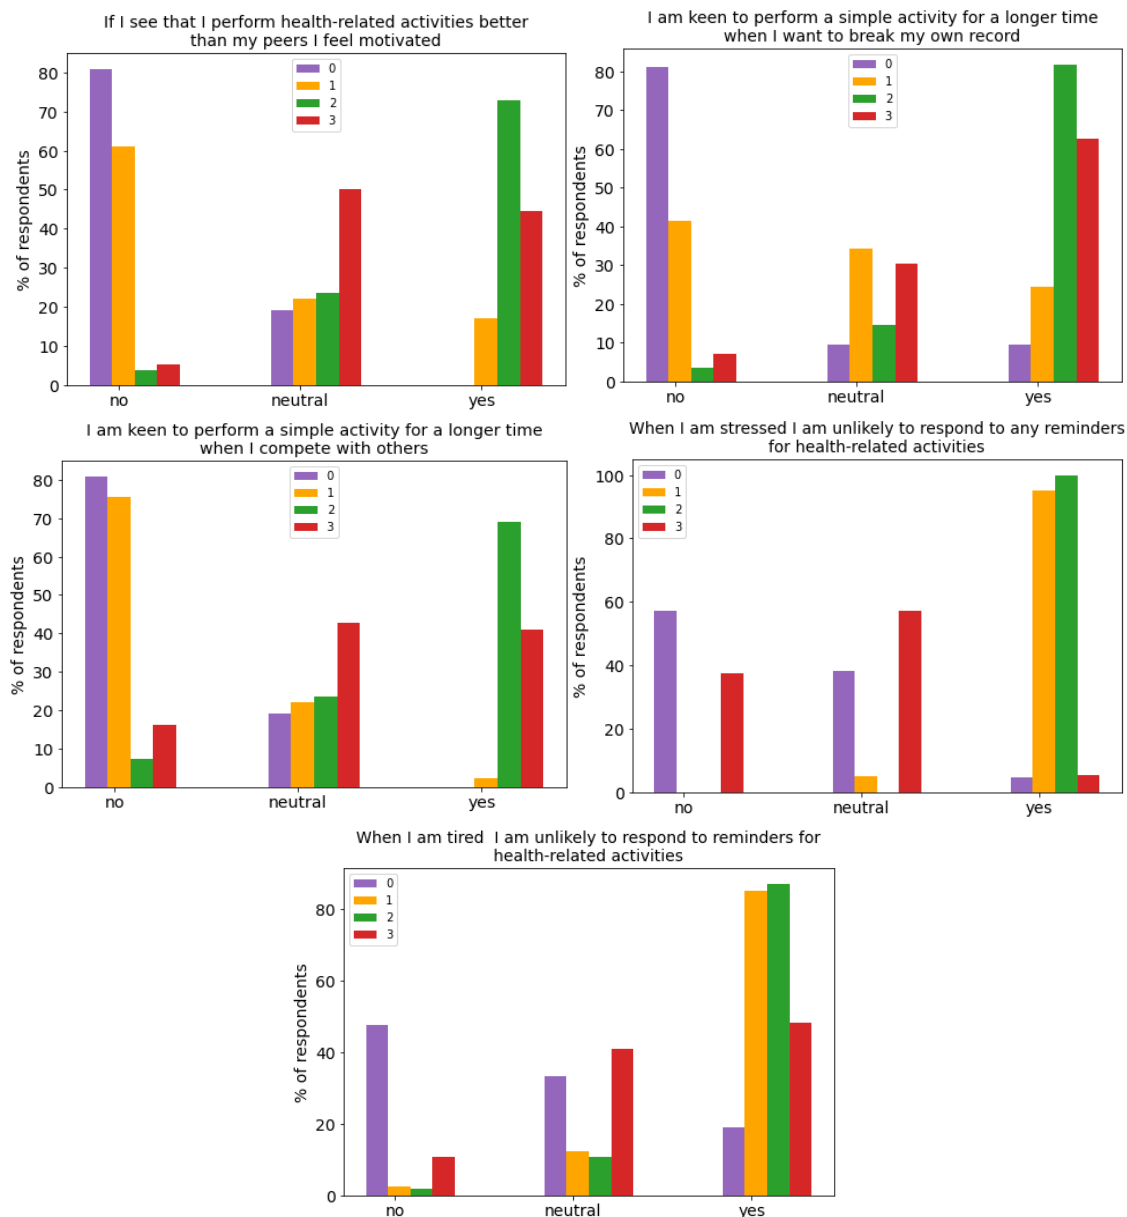 If I see that I perform health-related activities better
than my peers I feel motivated
% of respondents
80
70
60
50
40
30
20
10
0
0
1
2
3
no neutral yes
I am keen to perform a simple activity for a longer time
when I want to break my own record
% of respondents
80
70
60
50
40
30
20
10
0
0
1
2
3
no neutral yes
I am keen to perform a simple activity for a longer time
when I compete with others
% of respondents
80
70
60
50
40
30
20
10
0
0
1
2
3
no neutral yes
When I am stressed I am unlikely to respond to any reminders
for health-related activities
% of respondents
100
80
60
40
20
0
0
1
2
3
no neutral yes
When I am tired  I am unlikely to respond to reminders for
health-related activities
% of respondents
80
60
40
20
0
0
1
2
3
no neutral yes